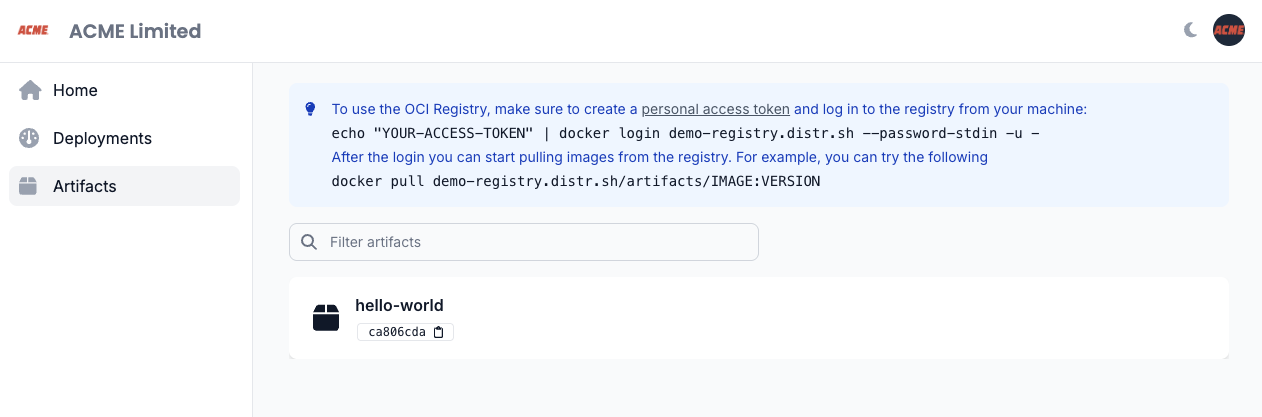 ACME
ACME Limited
ACME
Home
Deployments
Artifacts
To use the OCI Registry, make sure to create a personal access token and log in to the registry from your machine:
echo "YOUR-ACCESS-TOKEN" | docker login demo-registry.distr.sh --password-stdin -u -
After the login you can start pulling images from the registry. For example, you can try the following
docker pull demo-registry.distr.sh/artifacts/IMAGE:VERSION
Filter artifacts
hello-world
ca806cda